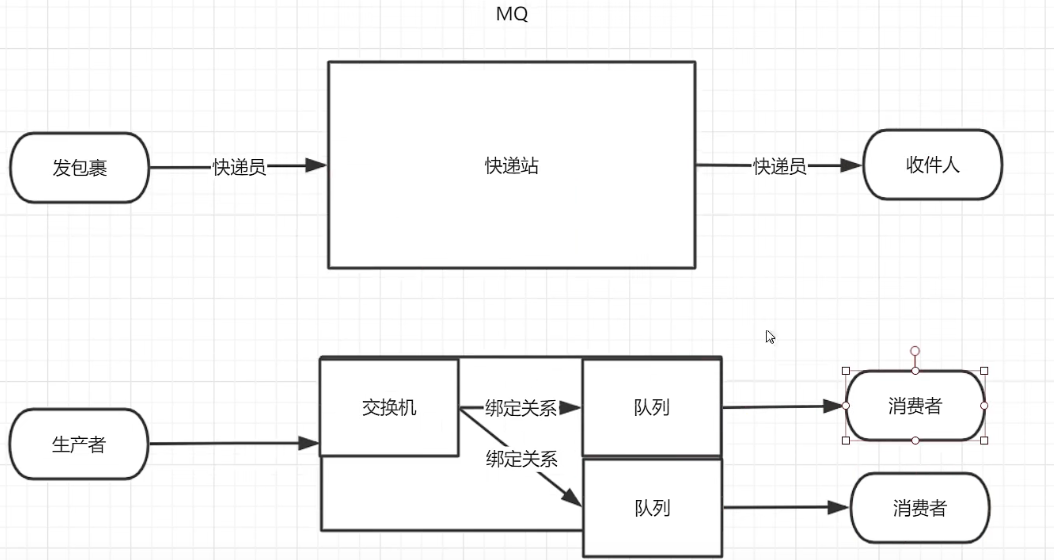 MQ
发包裹
快递员
快递站
快递员
收件人
生产者
交换机
绑定关系
队列
消费者
绑定关系
队列
消费者